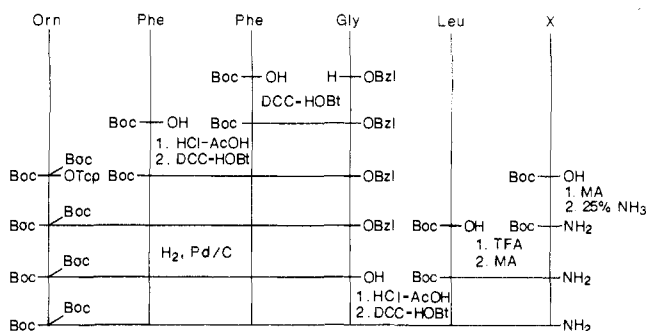 Orn Phe Phe Gly Leu X
Boc OH H OBzl
DCC-HOBt
Boc OH Boc OBzl
1. HCl-AcOH
2. DCC-HOBt
Boc
Boc OTcp Boc OBzl Boc OH
1. MA
2. 25% NH₃
Boc
Boc OBzl Boc OH Boc NH₂
H₂, Pd/C
1. TFA
2. MA
Boc
Boc OH Boc NH₂
1. HCl-AcOH
2. DCC-HOBt
Boc
Boc NH₂